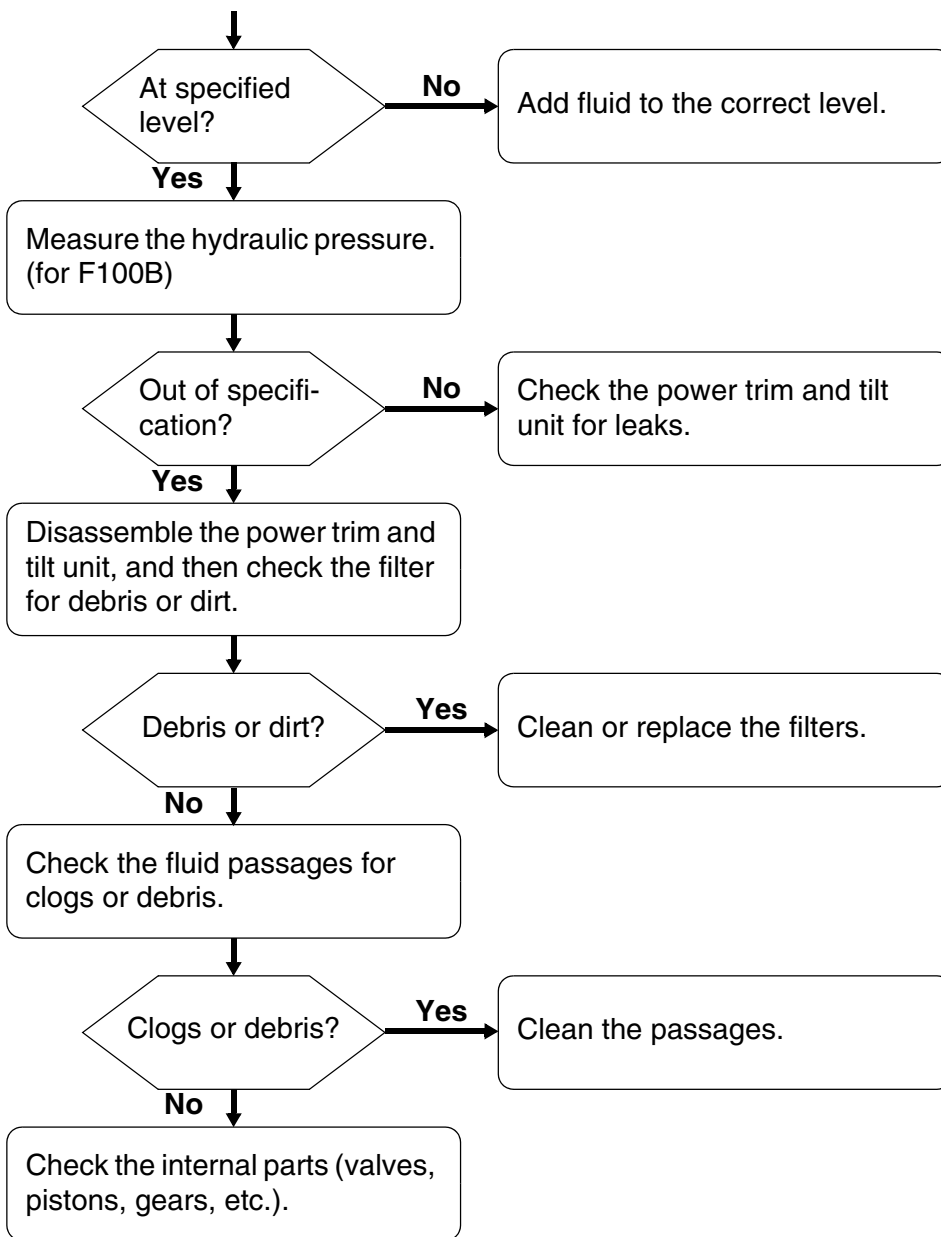 At specified
level?
No
Add fluid to the correct level.
Yes
Measure the hydraulic pressure.
(for F100B)
Out of specifi-
cation?
No
Check the power trim and tilt
unit for leaks.
Yes
Disassemble the power trim and
tilt unit, and then check the filter
for debris or dirt.
Debris or dirt?
Yes
Clean or replace the filters.
No
Check the fluid passages for
clogs or debris.
Clogs or debris?
Yes
Clean the passages.
No
Check the internal parts (valves,
pistons, gears, etc.).